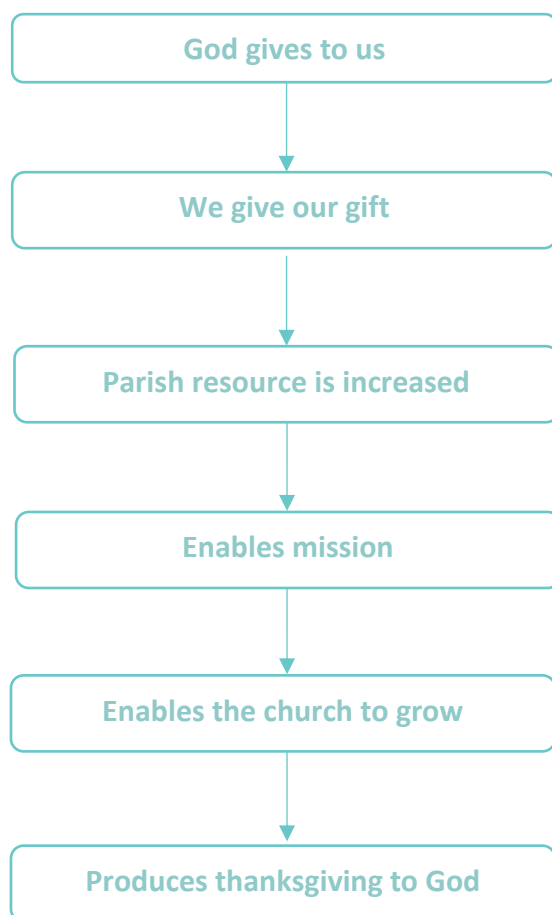 God gives to us
We give our gift
Parish resource is increased
Enables mission
Enables the church to grow
Produces thanksgiving to God